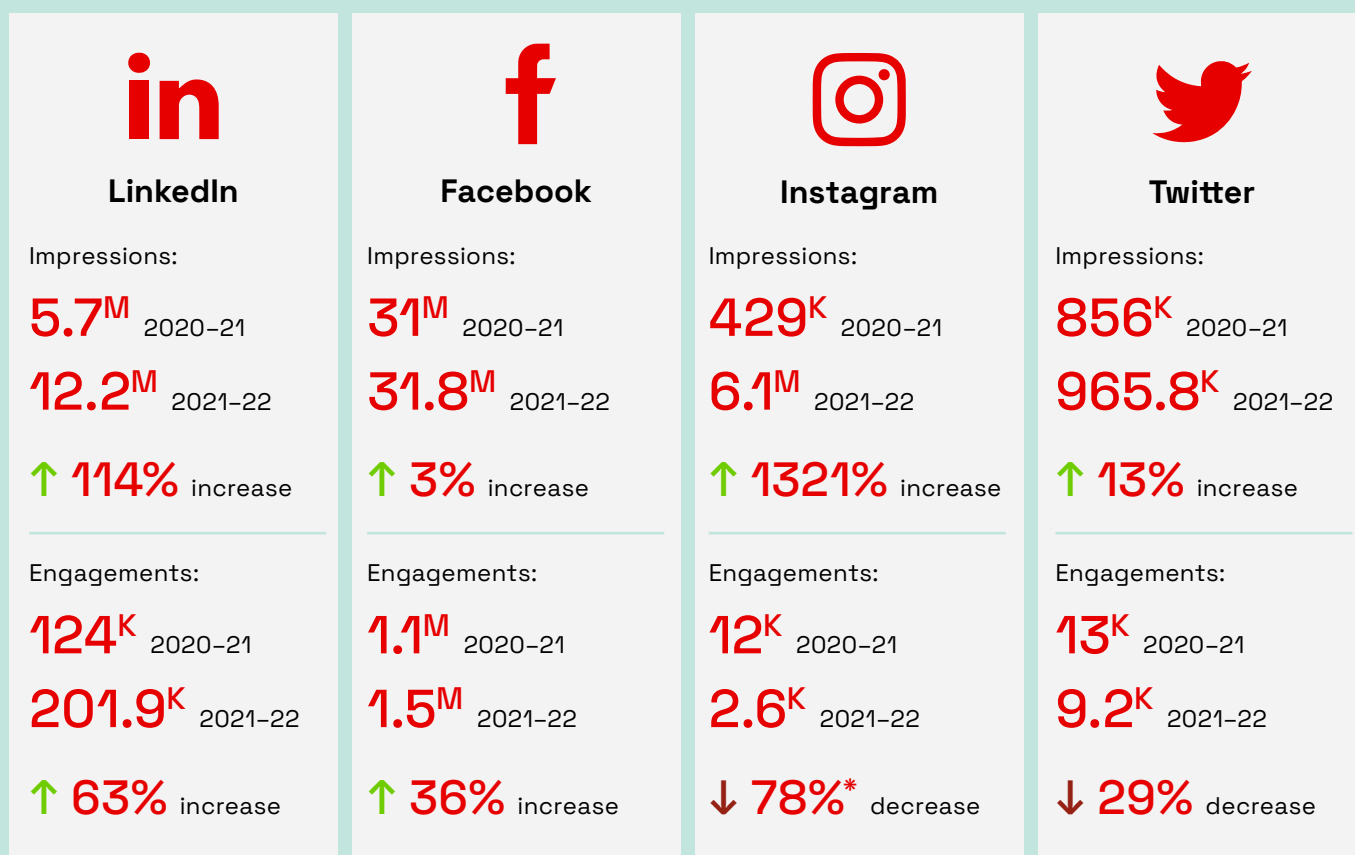 in
LinkedIn
Impressions:
5.7M 2020–21
12.2M 2021–22
↑ 114% increase
Engagements:
124K 2020–21
201.9K 2021–22
↑ 63% increase
f
Facebook
Impressions:
31M 2020–21
31.8M 2021–22
↑ 3% increase
Engagements:
1.1M 2020–21
1.5M 2021–22
↑ 36% increase
Instagram
Impressions:
429K 2020–21
6.1M 2021–22
↑ 1321% increase
Engagements:
12K 2020–21
2.6K 2021–22
↓ 78%* decrease
Twitter
Impressions:
856K 2020–21
965.8K 2021–22
↑ 13% increase
Engagements:
13K 2020–21
9.2K 2021–22
↓ 29% decrease